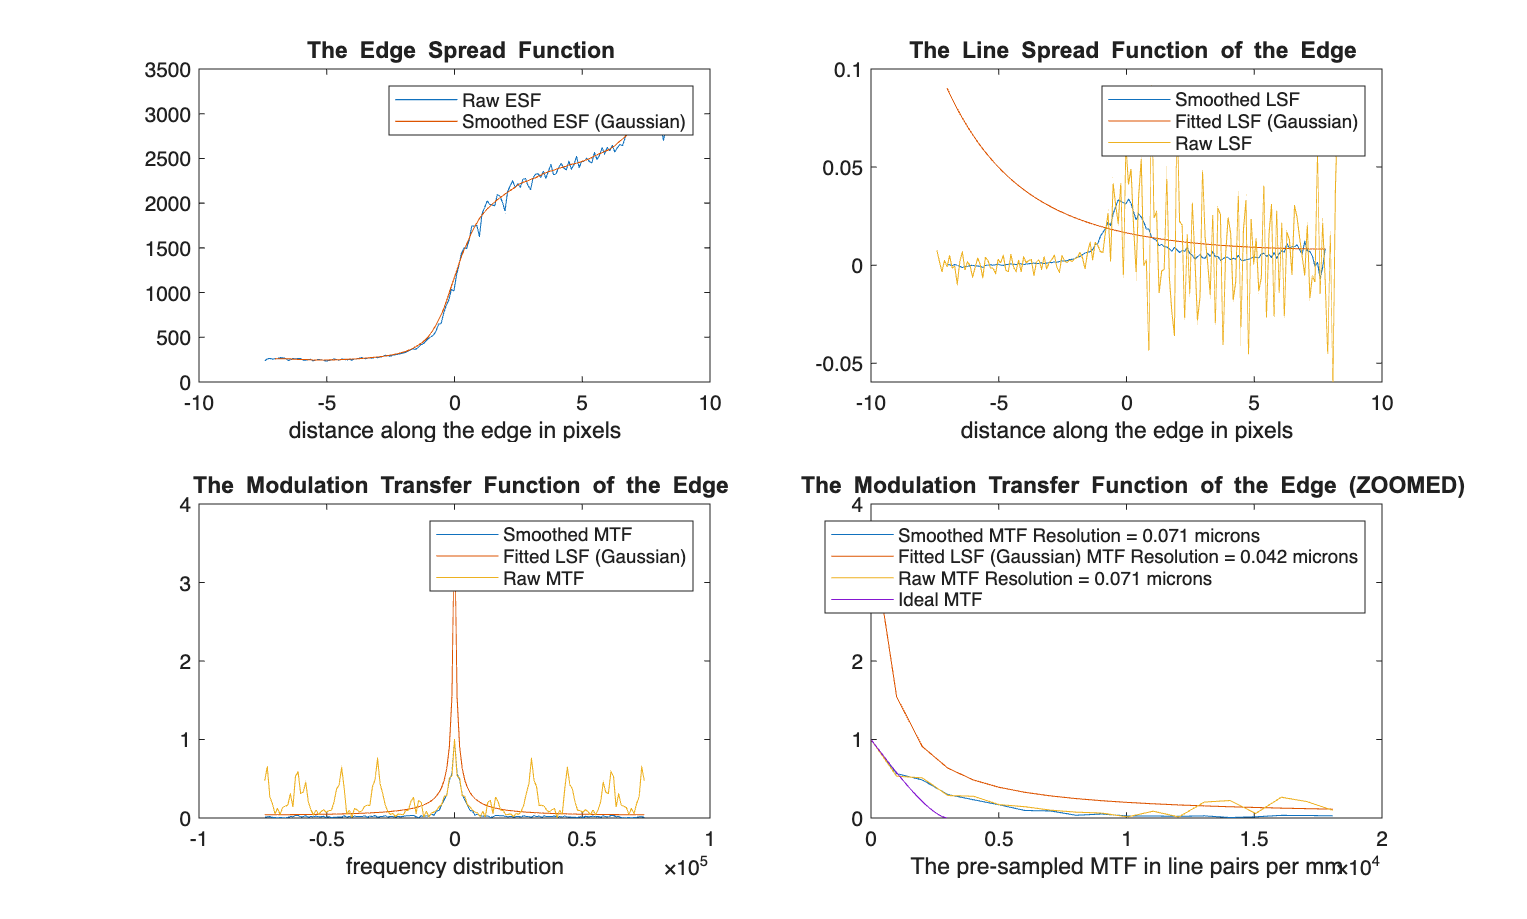 The Edge Spread Function
3500
3000
2500
2000
1500
1000
500
0
Raw ESF
Smoothed ESF (Gaussian)
-10
-5
0
5
10
distance along the edge in pixels
The Line Spread Function of the Edge
0.1
0.05
0
-0.05
Smoothed LSF
Fitted LSF (Gaussian)
Raw LSF
-10
-5
0
5
10
distance along the edge in pixels
The Modulation Transfer Function of the Edge
4
3
2
1
0
Smoothed MTF
Fitted LSF (Gaussian)
Raw MTF
-1
-0.5
0
0.5
1
frequency distribution
×10⁵
The Modulation Transfer Function of the Edge (ZOOMED)
4
2
1
0
Smoothed MTF Resolution = 0.071 microns
Fitted LSF (Gaussian) MTF Resolution = 0.042 microns
Raw MTF Resolution = 0.071 microns
Ideal MTF
0
0.5
1
1.5
2
The pre-sampled MTF in line pairs per mm
×10⁴